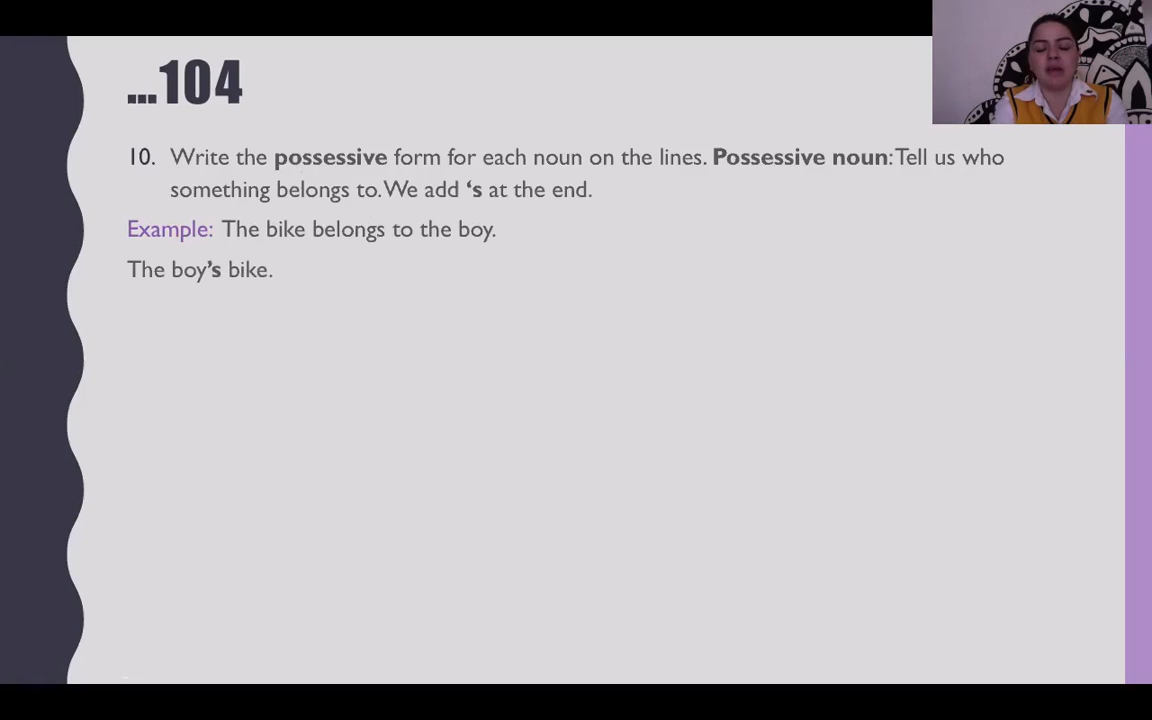 ...104
10. Write the possessive form for each noun on the lines. Possessive noun: Tell us who
something belongs to. We add ‘s at the end.
Example: The bike belongs to the boy.
The boy’s bike.